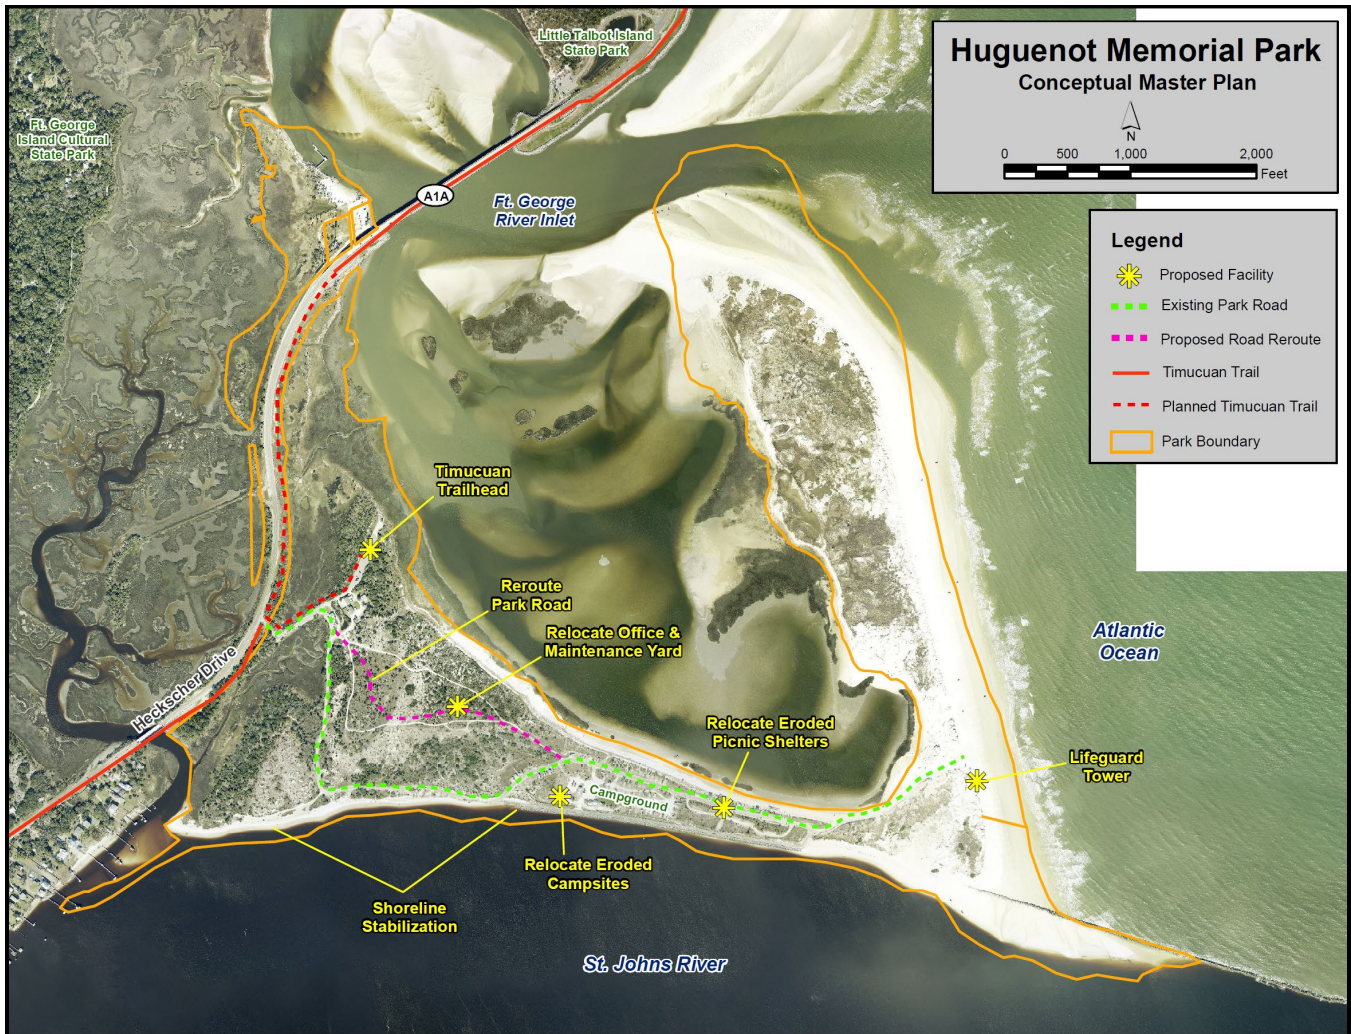 Huguenot Memorial Park
Conceptual Master Plan
N
0 500 1,000 2,000
Feet
Legend
Proposed Facility
Existing Park Road
Proposed Road Reroute
Timucuan Trail
Planned Timucuan Trail
Park Boundary
Little Talbot Island
State Park
Ft. George
Island Cultural
State Park
A1A
Ft. George
River Inlet
Timucuan
Trailhead
Reroute
Park Road
Relocate Office &
Maintenance Yard
Heckscher Drive
Relocate Eroded
Picnic Shelters
Atlantic
Ocean
Lifeguard
Tower
Campground
Relocate Eroded
Campsites
Shoreline
Stabilization
St. Johns River